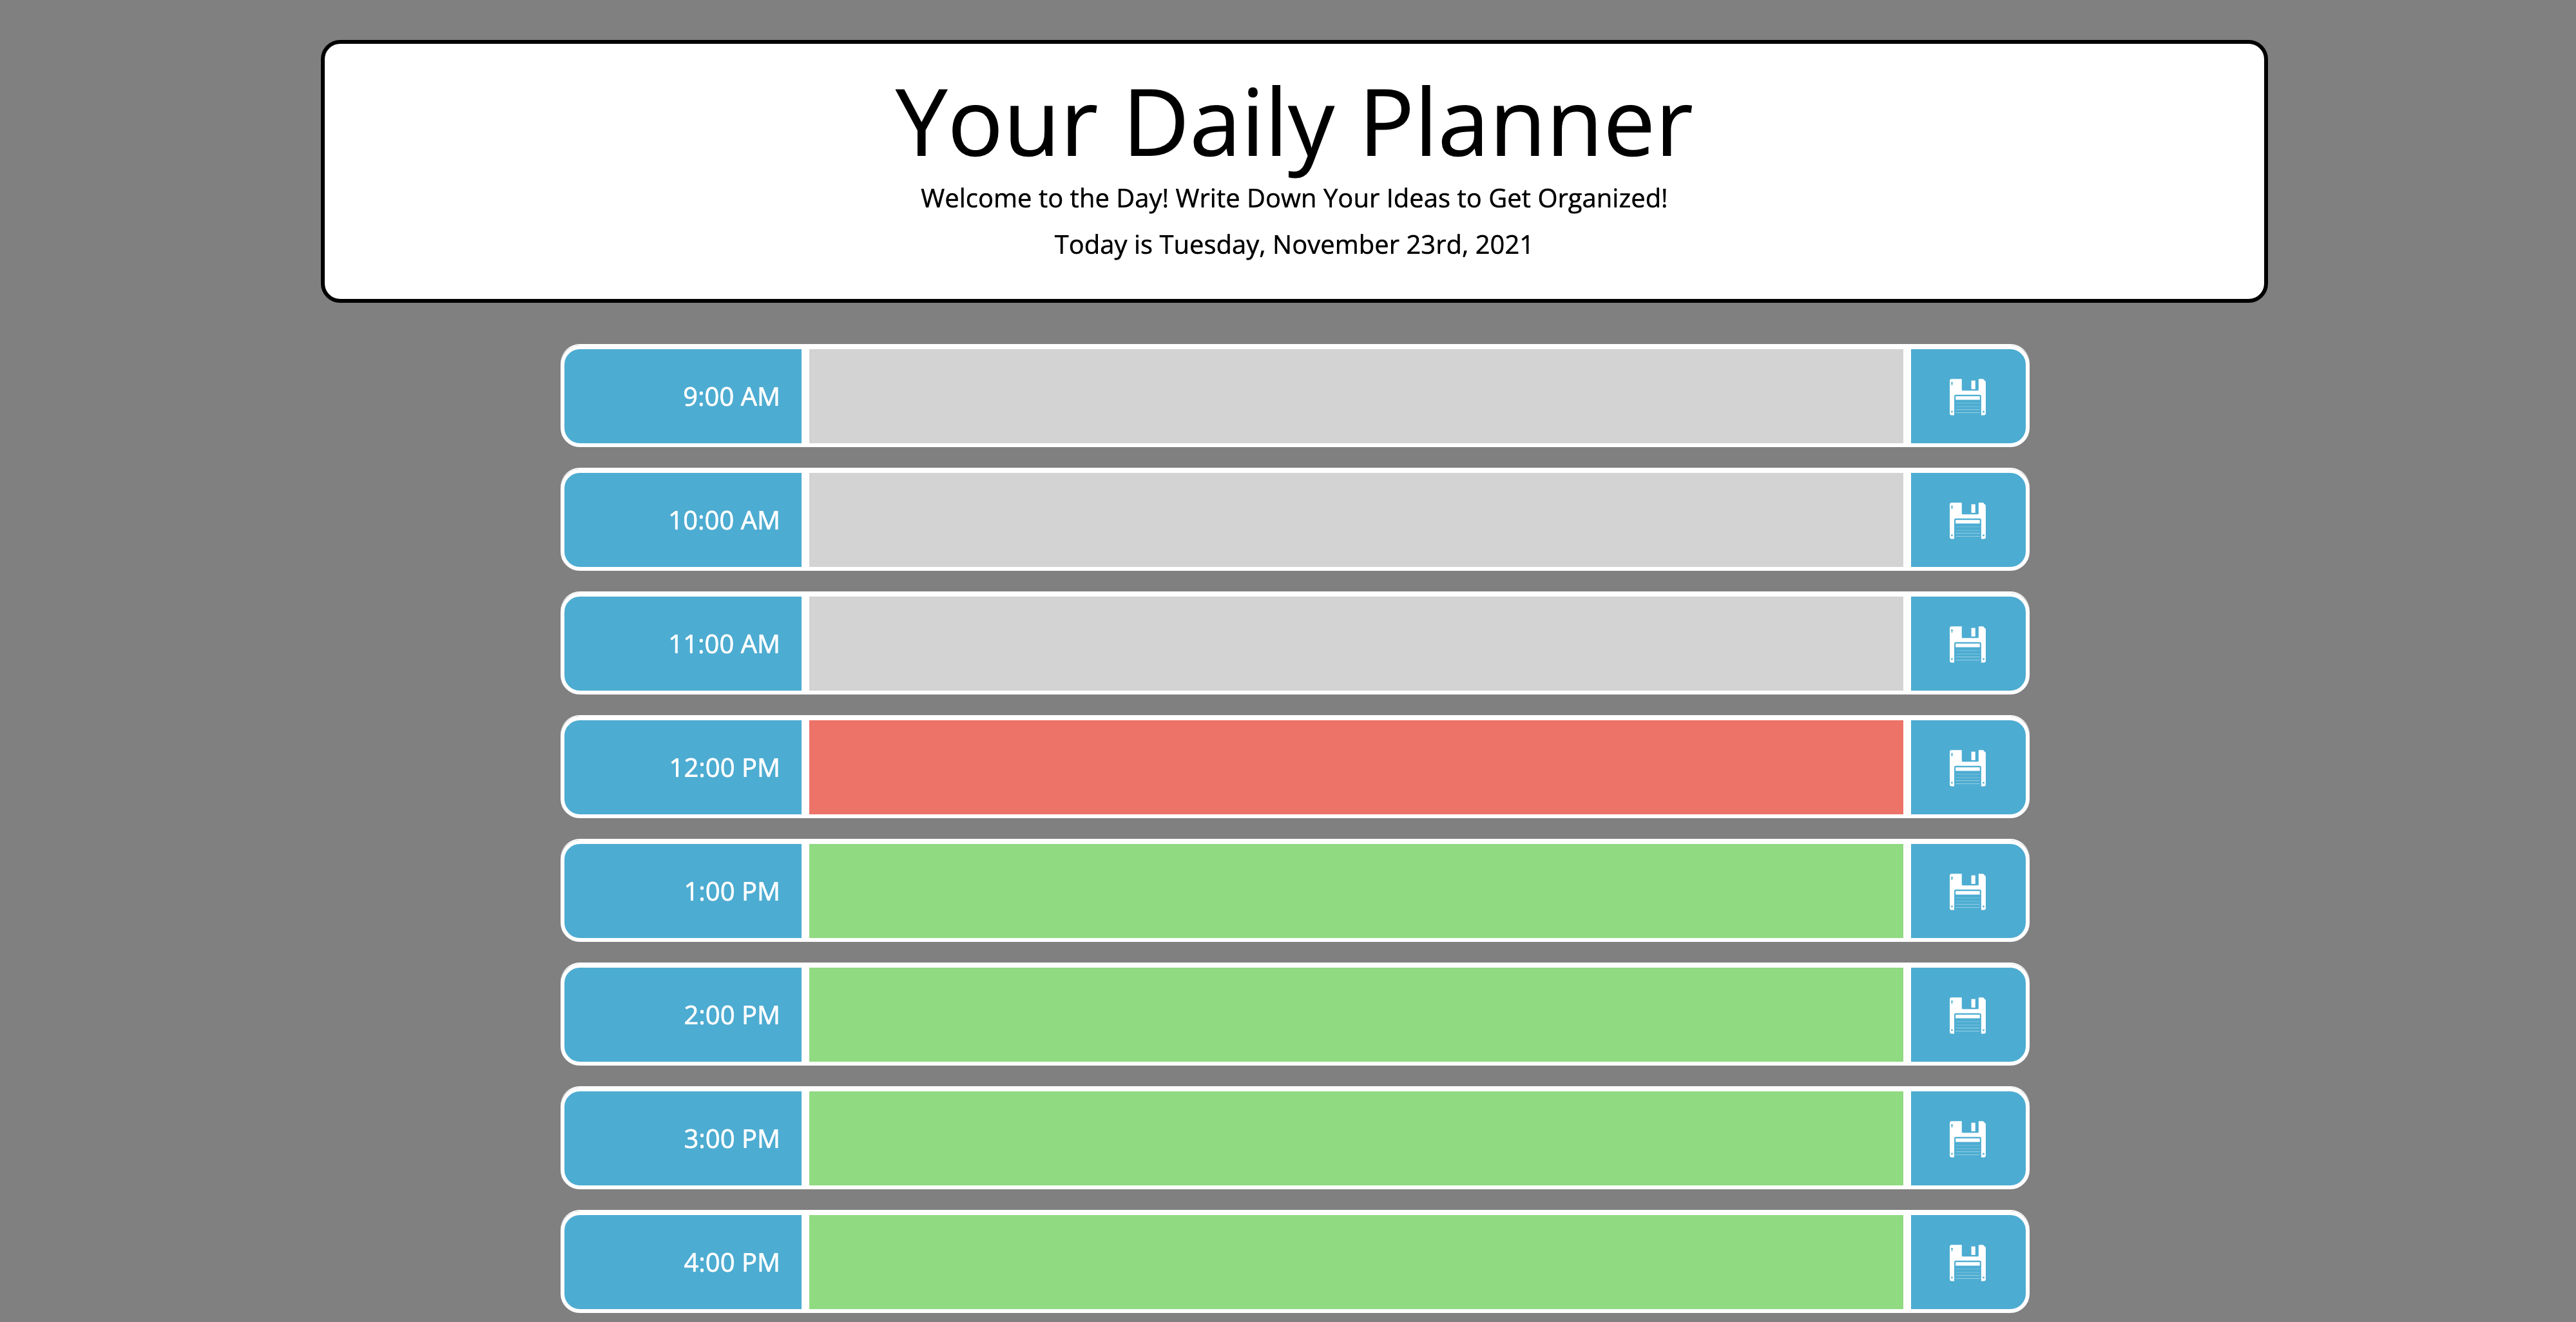 Your Daily Planner
Welcome to the Day! Write Down Your Ideas to Get Organized!
Today is Tuesday, November 23rd, 2021
9:00 AM
10:00 AM
11:00 AM
12:00 PM
1:00 PM
2:00 PM
3:00 PM
4:00 PM